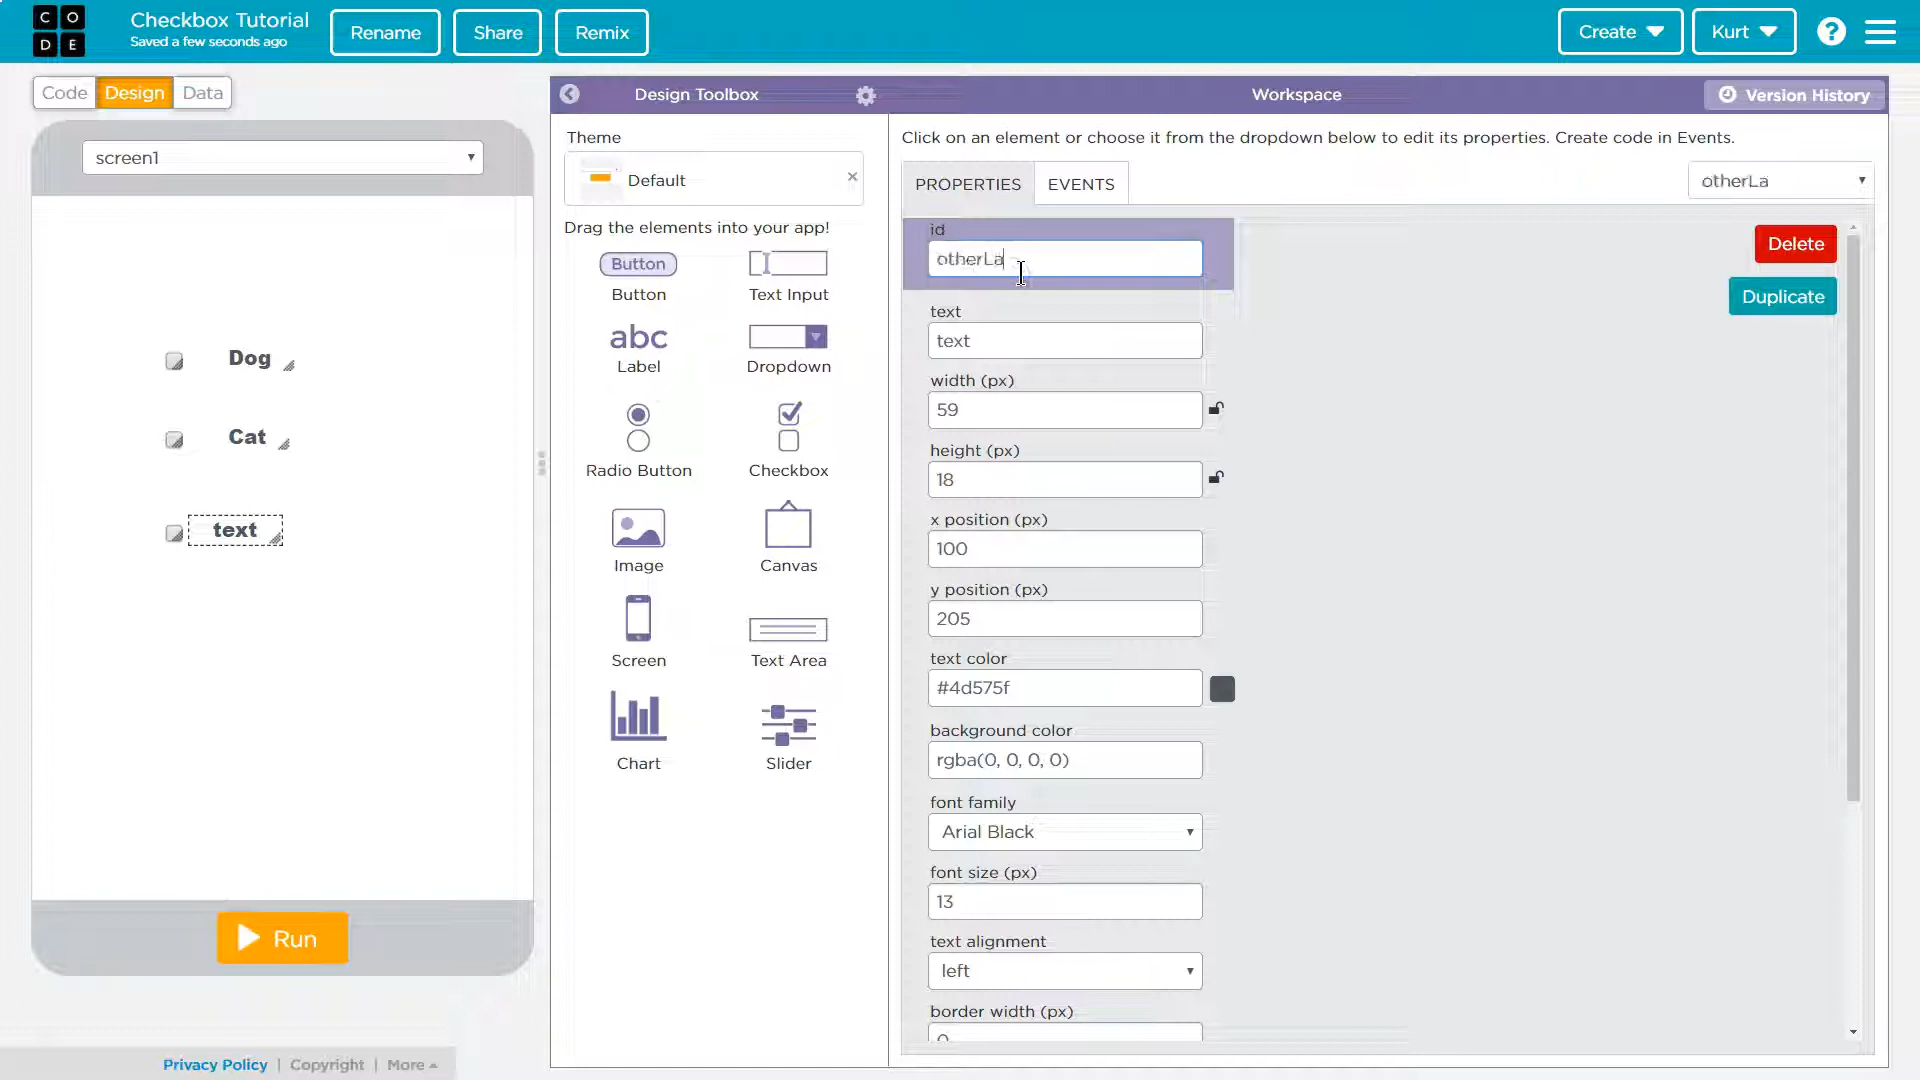 CO
DE
Checkbox Tutorial
Saved a few seconds ago
Rename
Share
Remix
Create
Kurt
?
Code
Design
Data
screen1
Dog
Cat
text
Run
Privacy Policy | Copyright | More
Design Toolbox
Theme
Default
Drag the elements into your app!
Button
Button
Text Input
abc
Label
Dropdown
Radio Button
Checkbox
Image
Canvas
Screen
Text Area
Chart
Slider
Workspace
Version History
Click on an element or choose it from the dropdown below to edit its properties. Create code in Events.
PROPERTIES
EVENTS
otherLa
Delete
Duplicate
id
otherLa
text
text
width (px)
59
height (px)
18
x position (px)
100
y position (px)
205
text color
#4d575f
background color
rgba(0, 0, 0, 0)
font family
Arial Black
font size (px)
13
text alignment
left
border width (px)
0